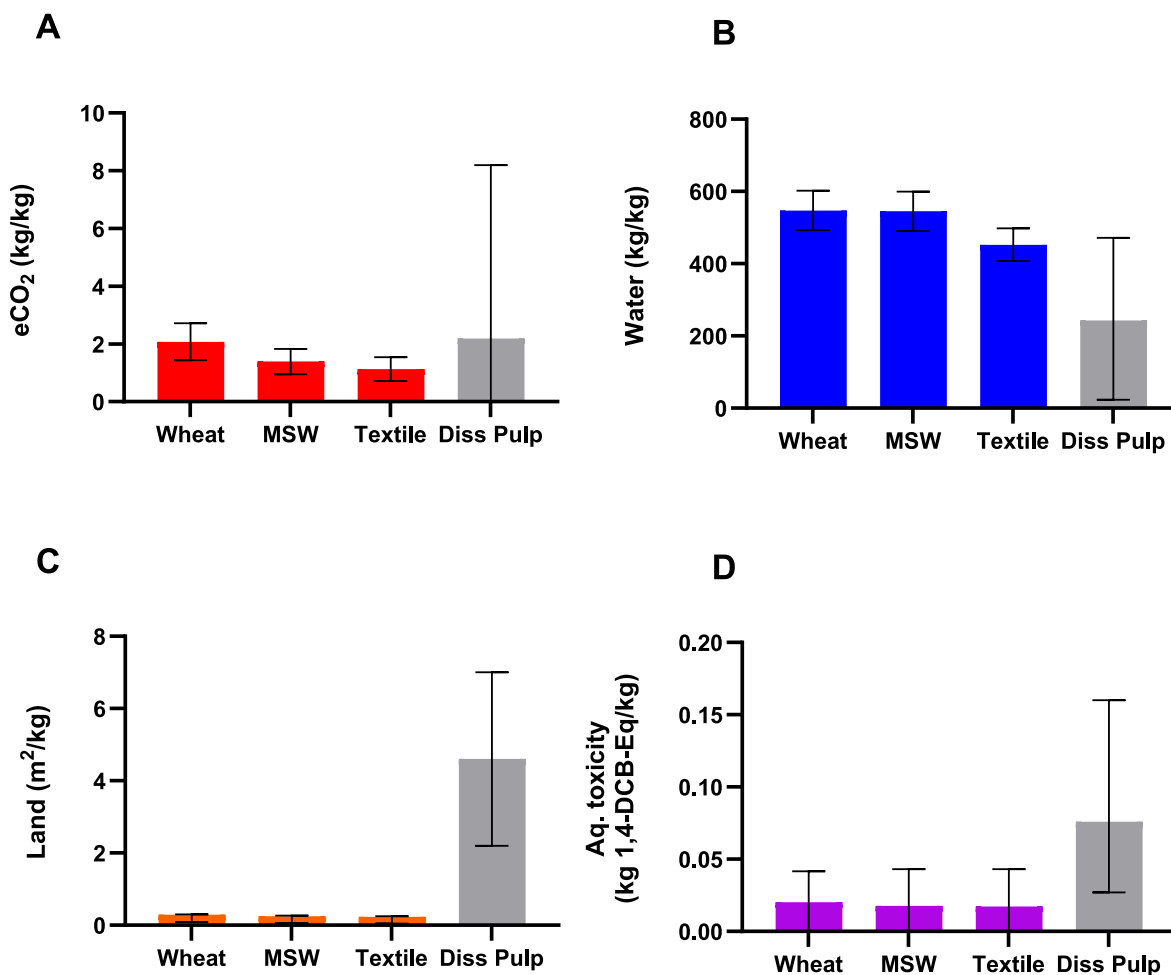 A
eCO2 (kg/kg)
10
8
6
4
2
0
Wheat MSW Textile Diss Pulp
B
Water (kg/kg)
800
600
400
200
0
Wheat MSW Textile Diss Pulp
C
Land (m2/kg)
8
6
4
2
0
Wheat MSW Textile Diss Pulp
D
Aq. toxicity
(kg 1,4-DCB-Eq/kg)
0.20
0.15
0.10
0.05
0.00
Wheat MSW Textile Diss Pulp